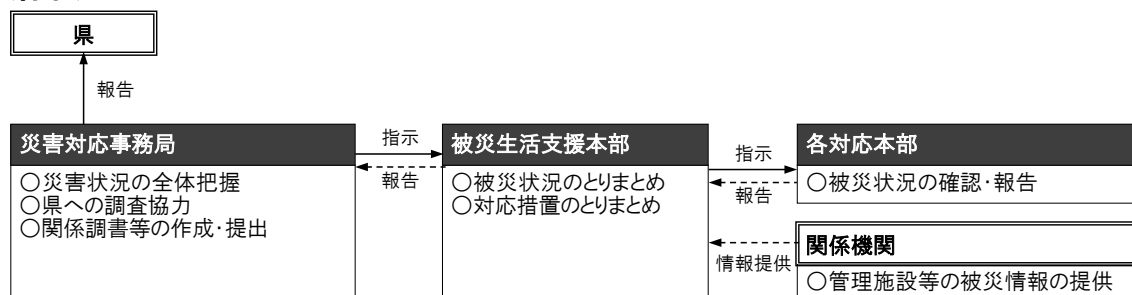 県
報告
災害対応事務局
○災害状況の全体把握
○県への調査協力
○関係調書等の作成・提出
指示
報告
被災生活支援本部
○被災状況のとりまとめ
○対応措置のとりまとめ
指示
報告
情報提供
各対応本部
○被災状況の確認・報告
関係機関
○管理施設等の被災情報の提供